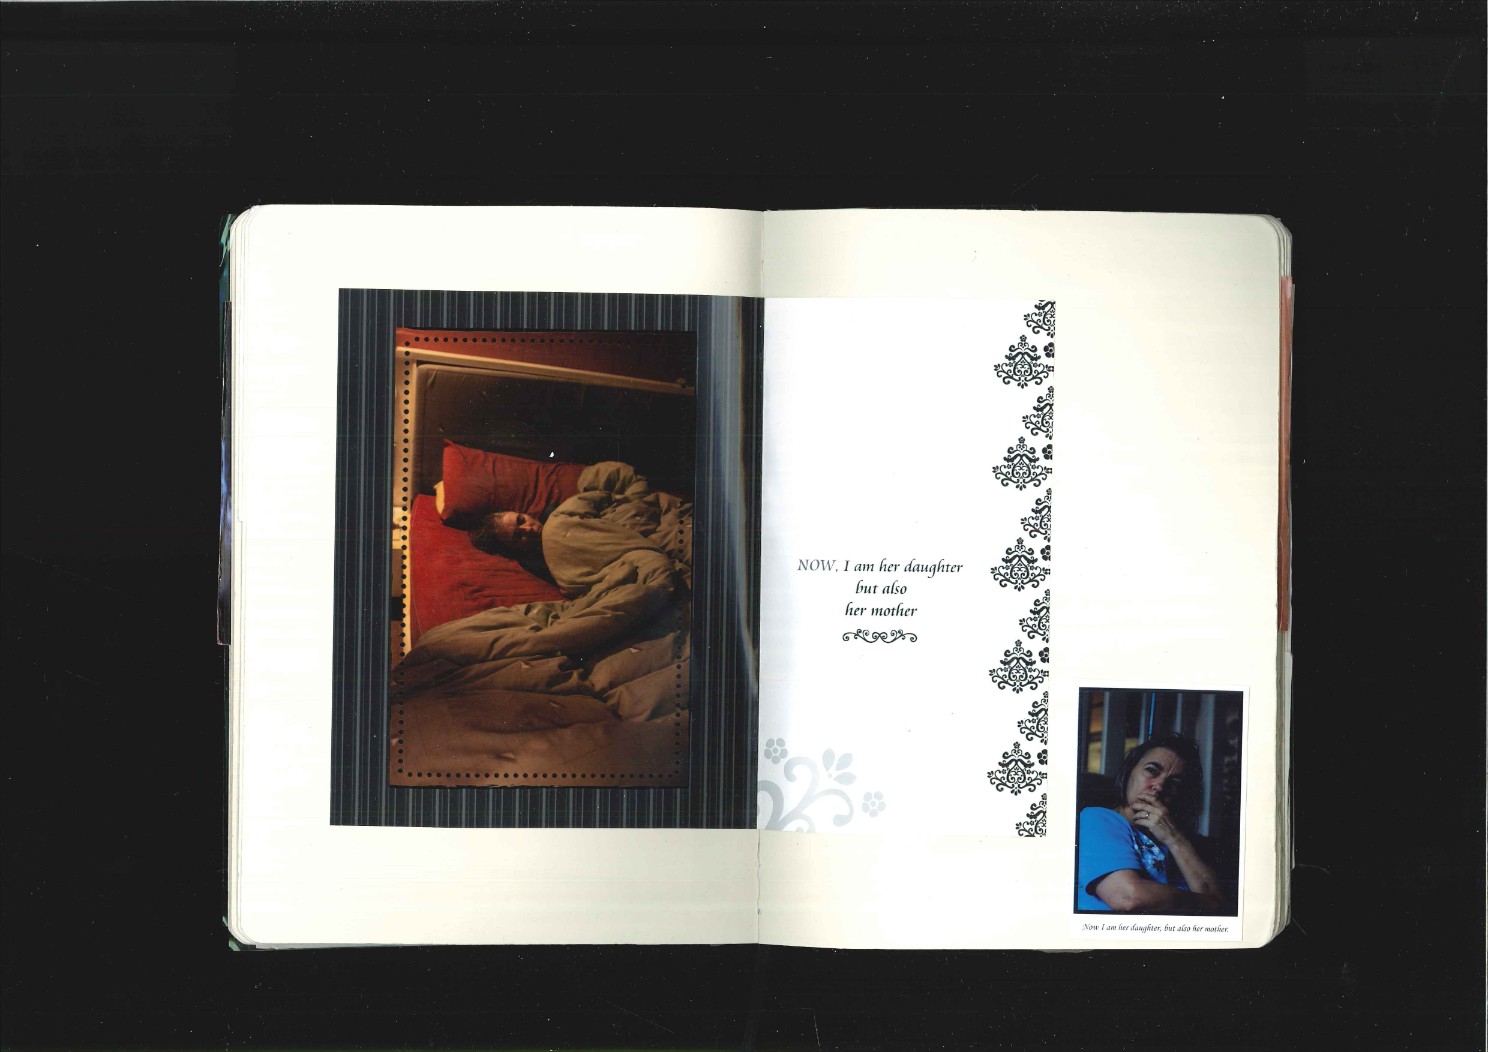 NOW, I am her daughter
but also
her mother
Now I am her daughter, but also her mother.